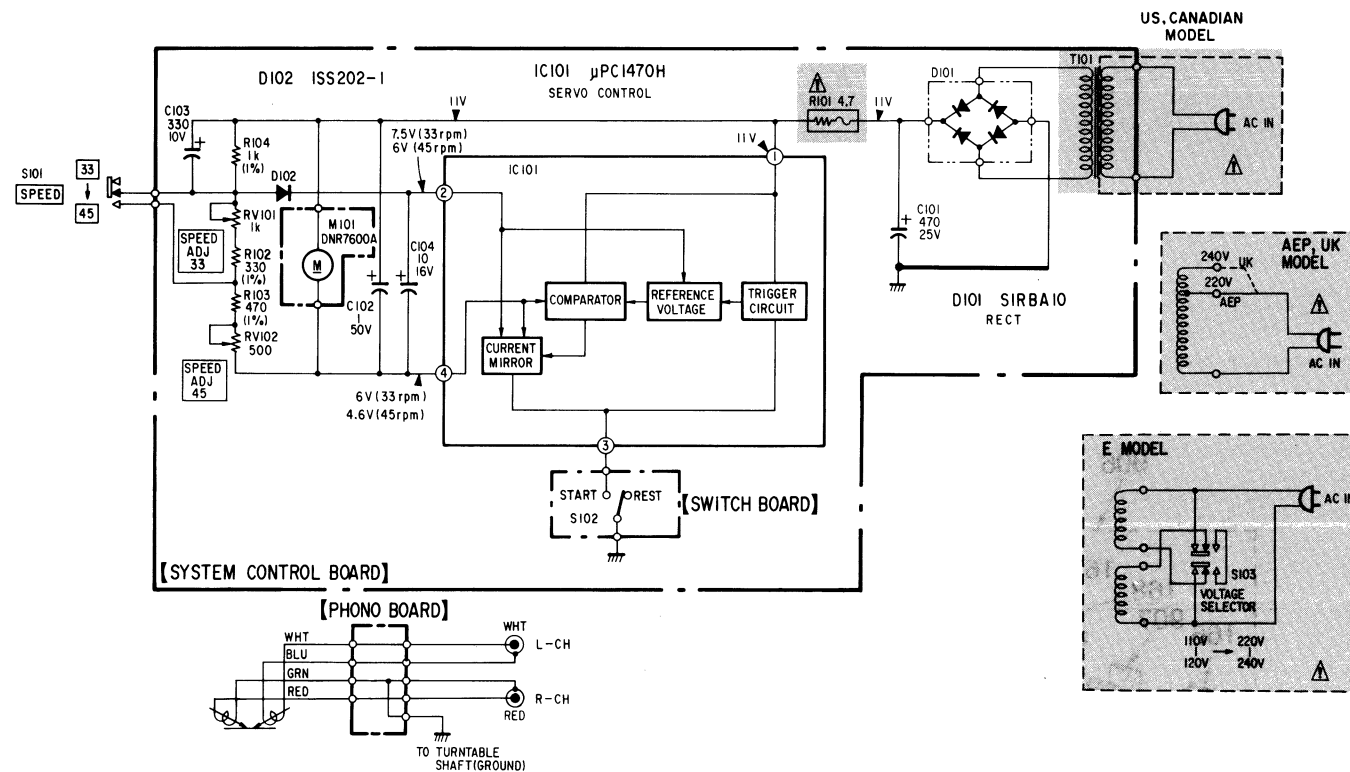 US, CANADIAN
MODEL
D102 1SS202-1
IC101 μPC1470H
SERVO CONTROL
T101
D101
R101 4.7
11V
11V
11V
AC IN
C103
330
10V
R104
1k
(1%)
7.5V (33rpm)
6V (45rpm)
1
IC101
S101
33
SPEED
45
D102
2
RV101
1k
M101
DNR7600A
M
SPEED
ADJ
33
R102
330
(1%)
R103
470
(1%)
RV102
500
C104
10
16V
C102
1
50V
C101
470
25V
COMPARATOR
REFERENCE
VOLTAGE
TRIGGER
CIRCUIT
CURRENT
MIRROR
D101 S1RBA10
RECT
AEP, UK
MODEL
240V
UK
220V
AEP
AC IN
SPEED
ADJ
45
4
6V (33rpm)
4.6V (45rpm)
3
START
REST
S102
[SWITCH BOARD]
E MODEL
AC IN
S103
VOLTAGE
SELECTOR
110V
120V
220V
240V
[SYSTEM CONTROL BOARD]
[PHONO BOARD]
WHT
BLU
GRN
RED
WHT
L-CH
R-CH
RED
TO TURNTABLE
SHAFT(GROUND)